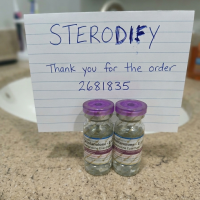 STERODIFY
Thank you for the order
2681835